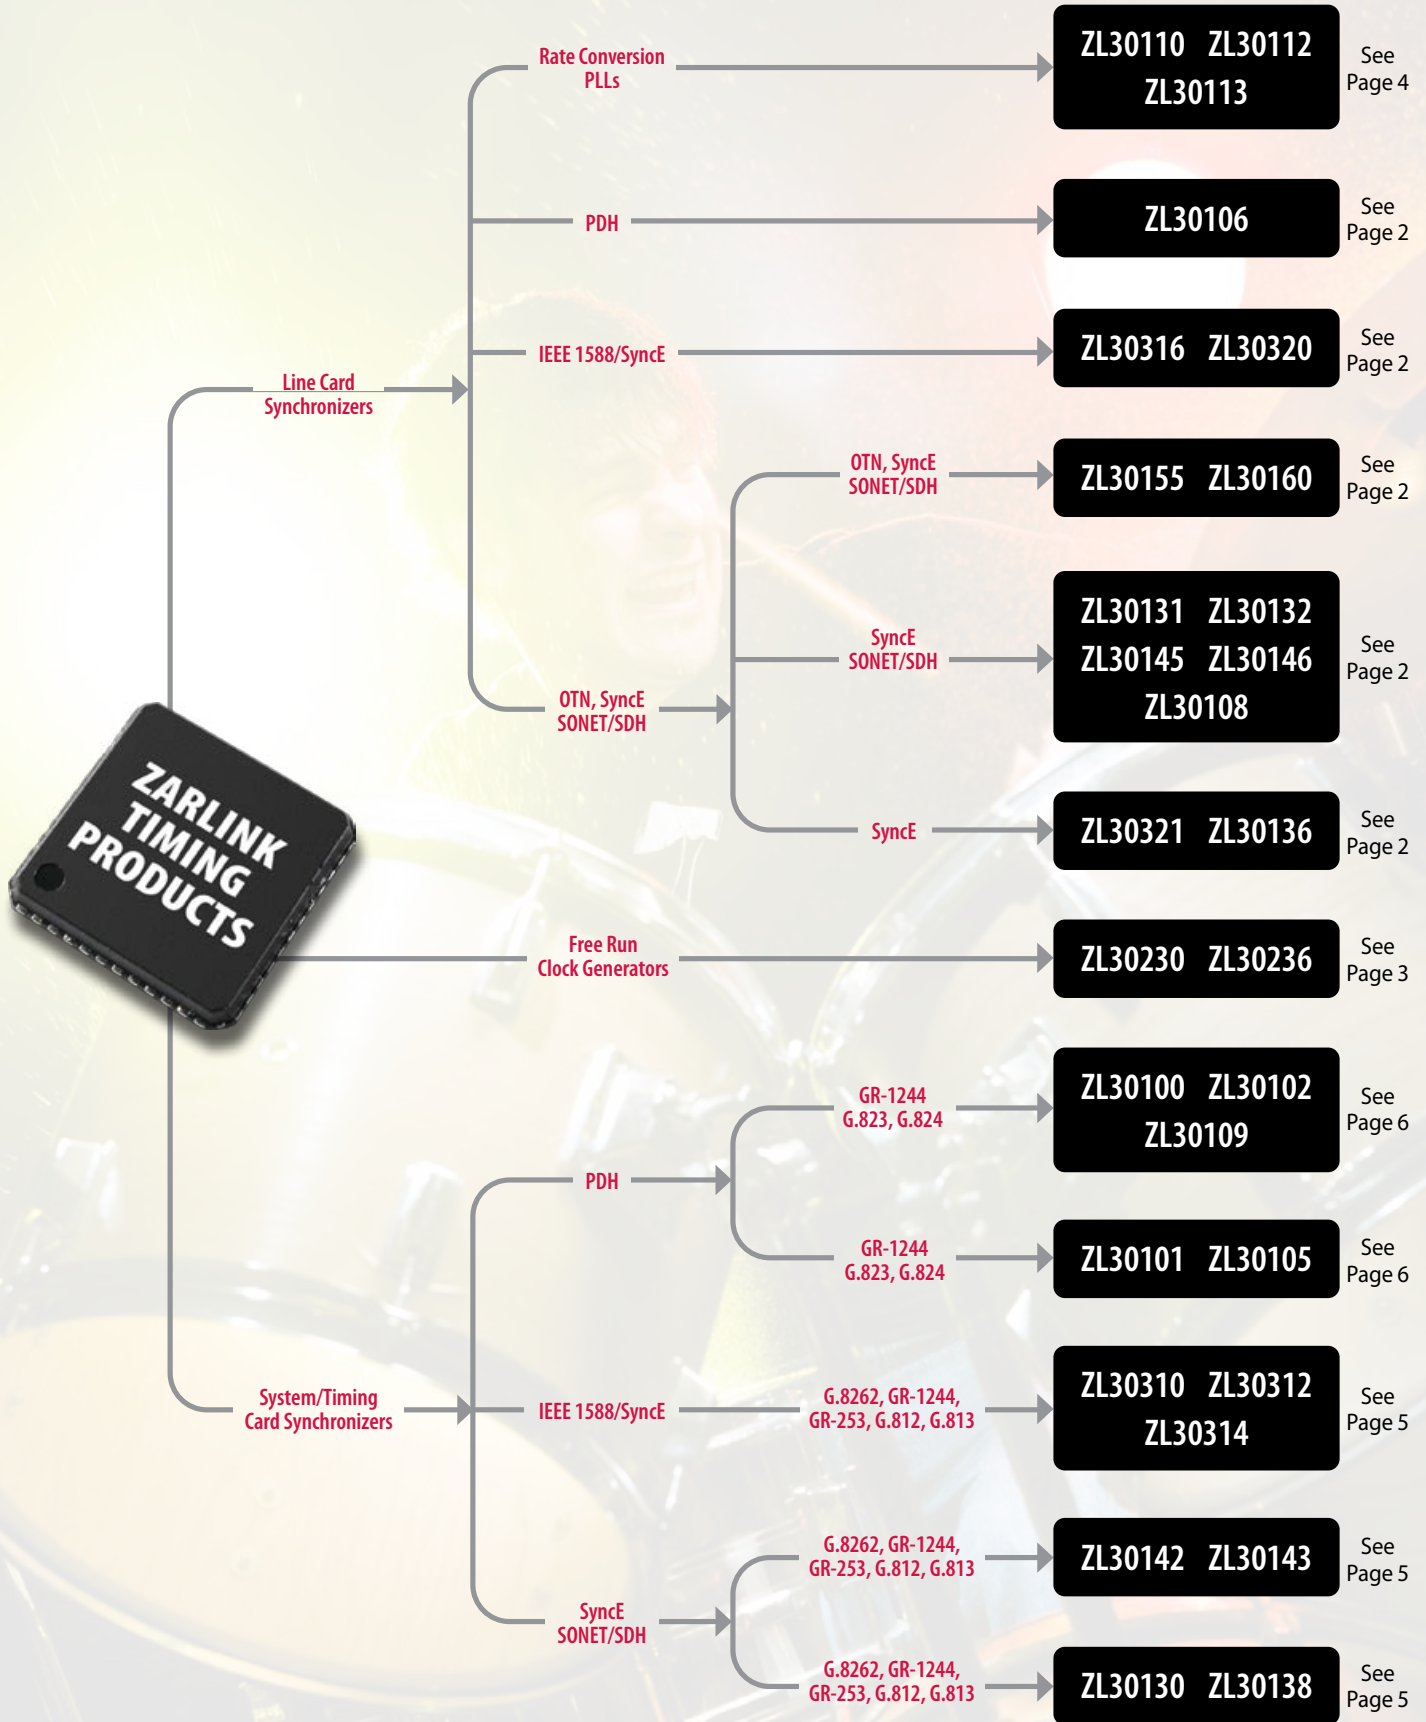 Rate Conversion
PLLs
ZL30110 ZL30112
ZL30113
See
Page 4
PDH
ZL30106
See
Page 2
IEEE 1588/SyncE
ZL30316 ZL30320
See
Page 2
Line Card
Synchronizers
OTN, SyncE
SONET/SDH
ZL30155 ZL30160
See
Page 2
SyncE
SONET/SDH
ZL30131 ZL30132
ZL30145 ZL30146
ZL30108
See
Page 2
OTN, SyncE
SONET/SDH
SyncE
ZL30321 ZL30136
See
Page 2
ZARLINK
TIMING
PRODUCTS
Free Run
Clock Generators
ZL30230 ZL30236
See
Page 3
GR-1244
G.823, G.824
ZL30100 ZL30102
ZL30109
See
Page 6
PDH
GR-1244
G.823, G.824
ZL30101 ZL30105
See
Page 6
System/Timing
Card Synchronizers
IEEE 1588/SyncE
G.8262, GR-1244,
GR-253, G.812, G.813
ZL30310 ZL30312
ZL30314
See
Page 5
G.8262, GR-1244,
GR-253, G.812, G.813
ZL30142 ZL30143
See
Page 5
SyncE
SONET/SDH
G.8262, GR-1244,
GR-253, G.812, G.813
ZL30130 ZL30138
See
Page 5